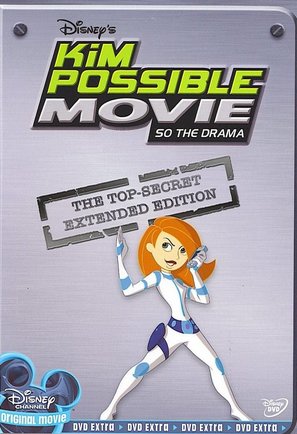 Disney's
KiM
POSSiBLE
MOViE
SO THE DRAMA
THE TOP-SECRET
EXTENDED EDITION
Disney
CHANNEL
ORiGiNAL MOViE
Disney
DVD
DVD EXTRA DVD EXTRA DVD EXTRA DVD EXTRA